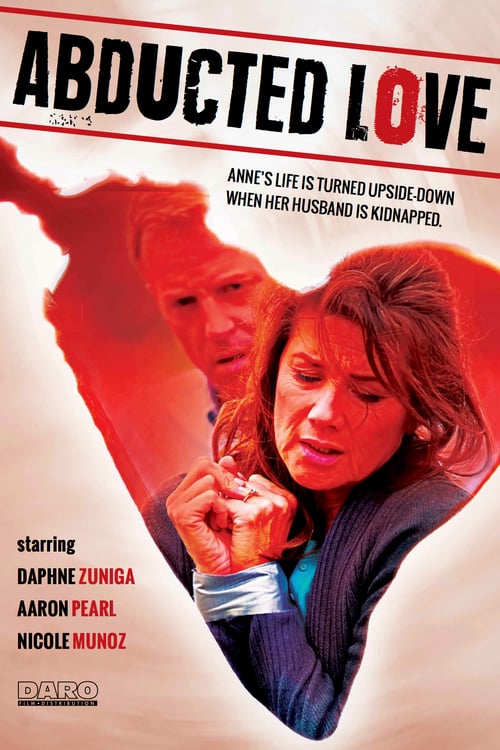 ABDUCTED LOVE
ANNE'S LIFE IS TURNED UPSIDE-DOWN
WHEN HER HUSBAND IS KIDNAPPED.
starring
DAPHNE ZUNIGA
AARON PEARL
NICOLE MUNOZ
DARO
FILM·DISTRIBUTION